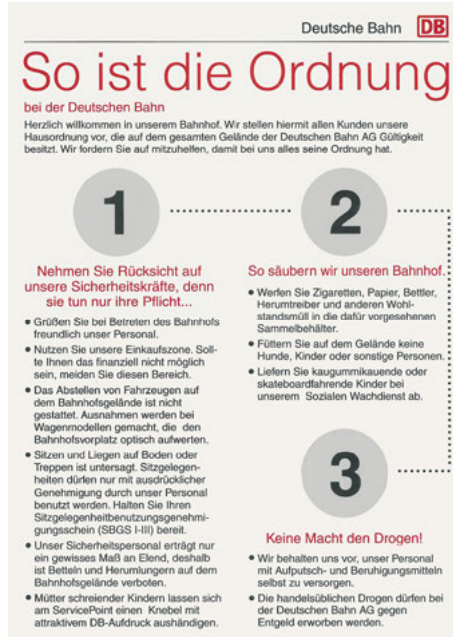 Deutsche Bahn DB
So ist die Ordnung
bei der Deutschen Bahn
Herzlich willkommen in unserem Bahnhof. Wir stellen hiermit allen Kunden unsere
Hausordnung vor, die auf dem gesamten Gelände der Deutschen Bahn AG Gültigkeit
besitzt. Wir fordern Sie auf mitzuhelfen, damit bei uns alles seine Ordnung hat.
1
Nehmen Sie Rücksicht auf
unsere Sicherheitskräfte, denn
sie tun nur ihre Pflicht...
• Grüßen Sie bei Betreten des Bahnhofs
freundlich unser Personal.
• Nutzen Sie unsere Einkaufszone. Soll-
te Ihnen das finanziell nicht möglich
sein, meiden Sie diesen Bereich.
• Das Abstellen von Fahrzeugen auf
dem Bahnhofsgelände ist nicht
gestattet. Ausnahmen werden bei
Wagenmodellen gemacht, die den
Bahnhofsvorplatz optisch aufwerten.
• Sitzen und Liegen auf Boden oder
Treppen ist untersagt. Sitzgelegen-
heiten dürfen nur mit ausdrücklicher
Genehmigung durch unser Personal
benutzt werden. Halten Sie Ihren
Sitzgelegenheitbenutzungsgenehmi-
gungsschein (SBGS I-III) bereit.
• Unser Sicherheitspersonal erträgt nur
ein gewisses Maß an Elend, deshalb
ist Betteln und Herumlungern auf dem
Bahnhofsgelände verboten.
• Mütter schreiender Kindern lassen sich
am ServicePoint einen Knebel mit
attraktivem DB-Aufdruck aushändigen.
2
So säubern wir unseren Bahnhof.
• Werfen Sie Zigaretten, Papier, Bettler,
Herumtreiber und anderen Wohl-
standsmüll in die dafür vorgesehenen
Sammelbehälter.
• Füttern Sie auf dem Gelände keine
Hunde, Kinder oder sonstige Personen.
• Liefern Sie kaugummikauende oder
skateboardfahrende Kinder bei
unserem Sozialen Wachdienst ab.
3
Keine Macht den Drogen!
• Wir behalten uns vor, unser Personal
mit Aufputsch- und Beruhigungsmitteln
selbst zu versorgen.
• Die handelsüblichen Drogen dürfen bei
der Deutschen Bahn AG gegen
Entgeld erworben werden.